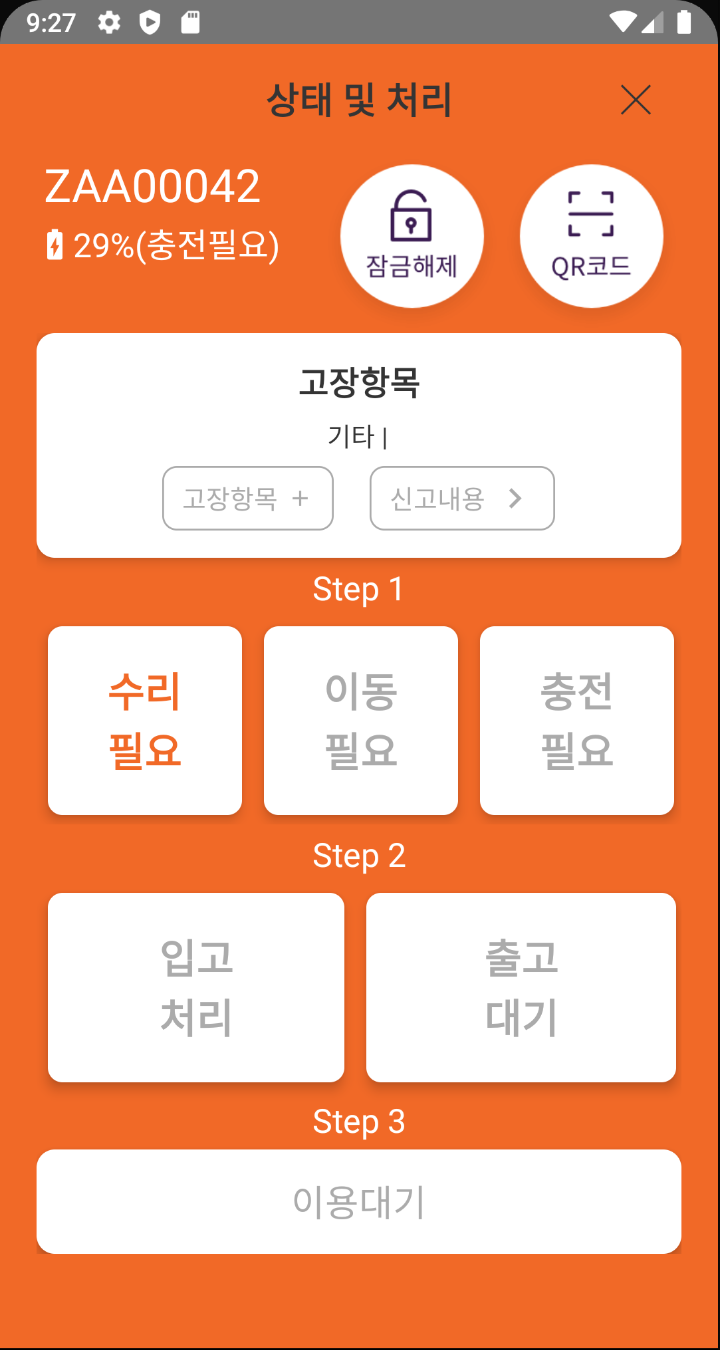 9:27
상태 및 처리
ZAA00042
29%(충전필요)
잠금해제
QR코드
고장항목
기타 |
고장항목 +
신고내용 >
Step 1
수리
필요
이동
필요
충전
필요
Step 2
입고
처리
출고
대기
Step 3
이용대기